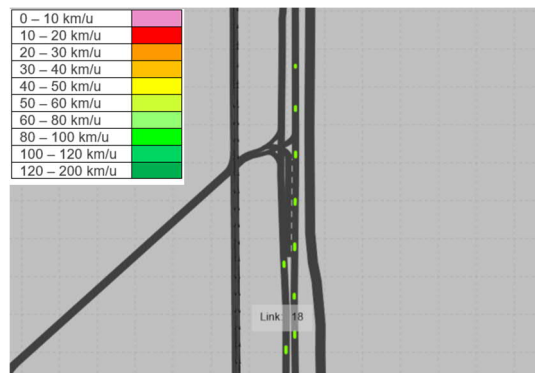 0 – 10 km/u
10 – 20 km/u
20 – 30 km/u
30 – 40 km/u
40 – 50 km/u
50 – 60 km/u
60 – 80 km/u
80 – 100 km/u
100 – 120 km/u
120 – 200 km/u
Link: 18